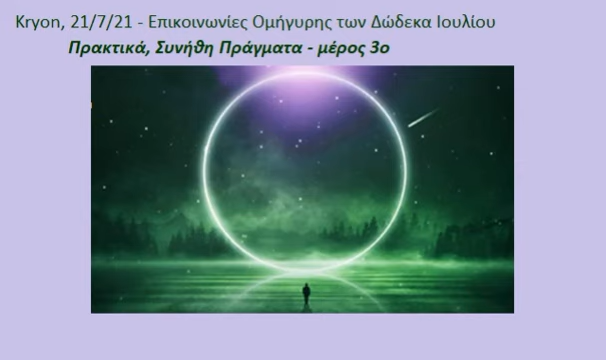 Kryon, 21/7/21 - Επικοινωνίες Ομήγυρης των Δώδεκα Ιουλίου
Πρακτικά, Συνήθη Πράγματα - μέρος 3ο